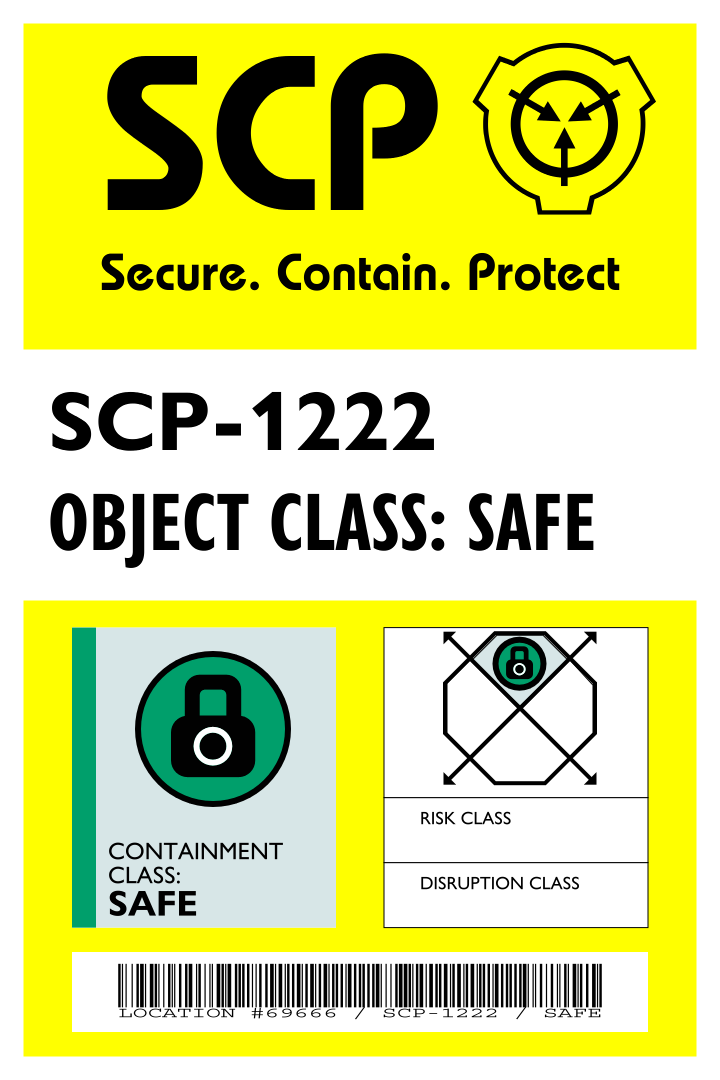 SCP
Secure. Contain. Protect
SCP-1222
OBJECT CLASS: SAFE
CONTAINMENT
CLASS:
SAFE
RISK CLASS
DISRUPTION CLASS
LOCATION #69666 / SCP-1222 / SAFE